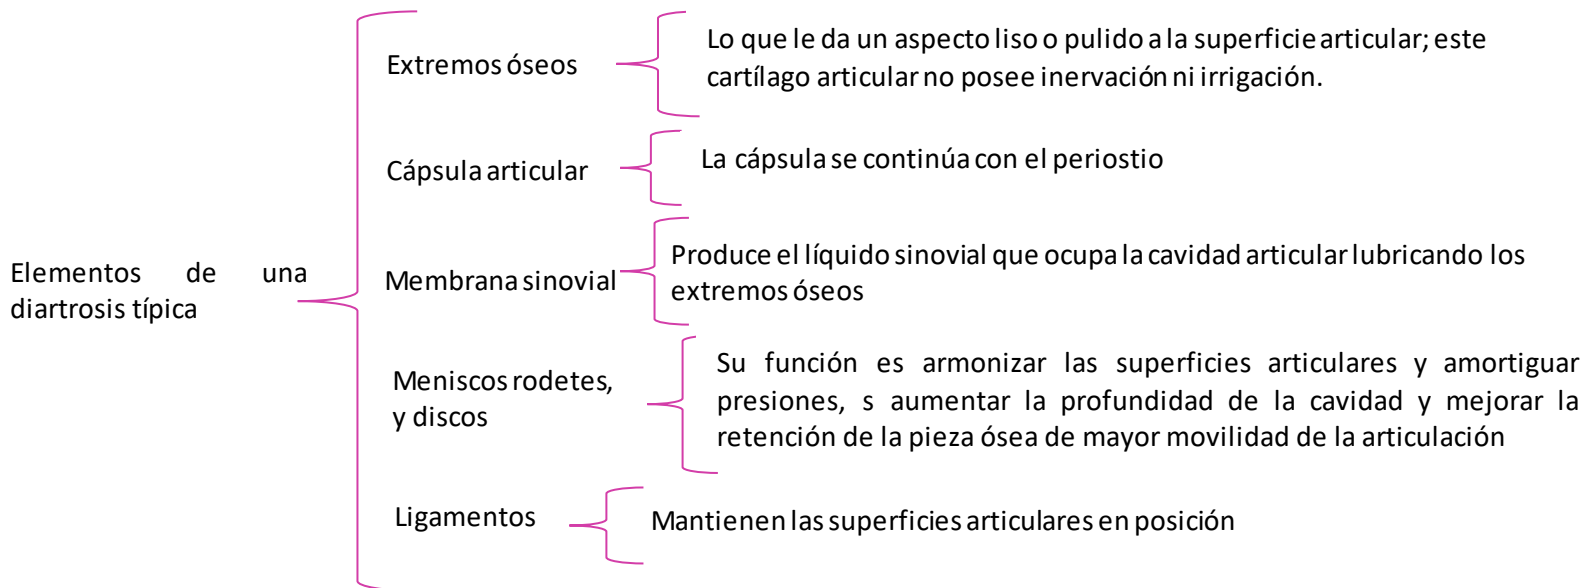 Elementos de una
diartrosis típica
Extremos óseos
Lo que le da un aspecto liso o pulido a la superficie articular; este
cartílago articular no posee inervación ni irrigación.
Cápsula articular
La cápsula se continúa con el periostio
Membrana sinovial
Produce el líquido sinovial que ocupa la cavidad articular lubricando los
extremos óseos
Meniscos rodetes,
y discos
Su función es armonizar las superficies articulares y amortiguar
presiones, s aumentar la profundidad de la cavidad y mejorar la
retención de la pieza ósea de mayor movilidad de la articulación
Ligamentos
Mantienen las superficies articulares en posición